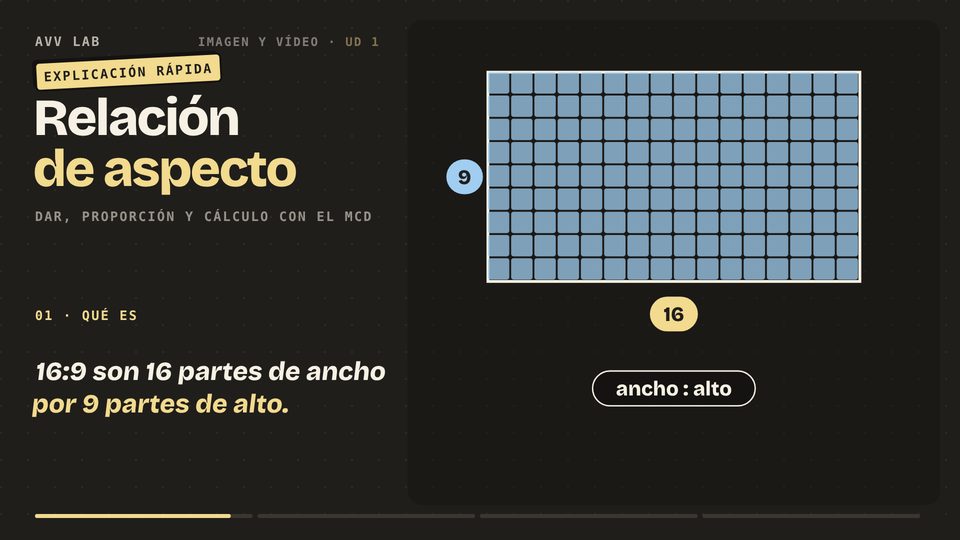 AVV LAB
IMAGEN Y VÍDEO · UD 1
EXPLICACIÓN RÁPIDA
Relación
de aspecto
DAR, PROPORCIÓN Y CÁLCULO CON EL MCD
01 · QUÉ ES
16:9 son 16 partes de ancho
por 9 partes de alto.
9
16
ancho : alto